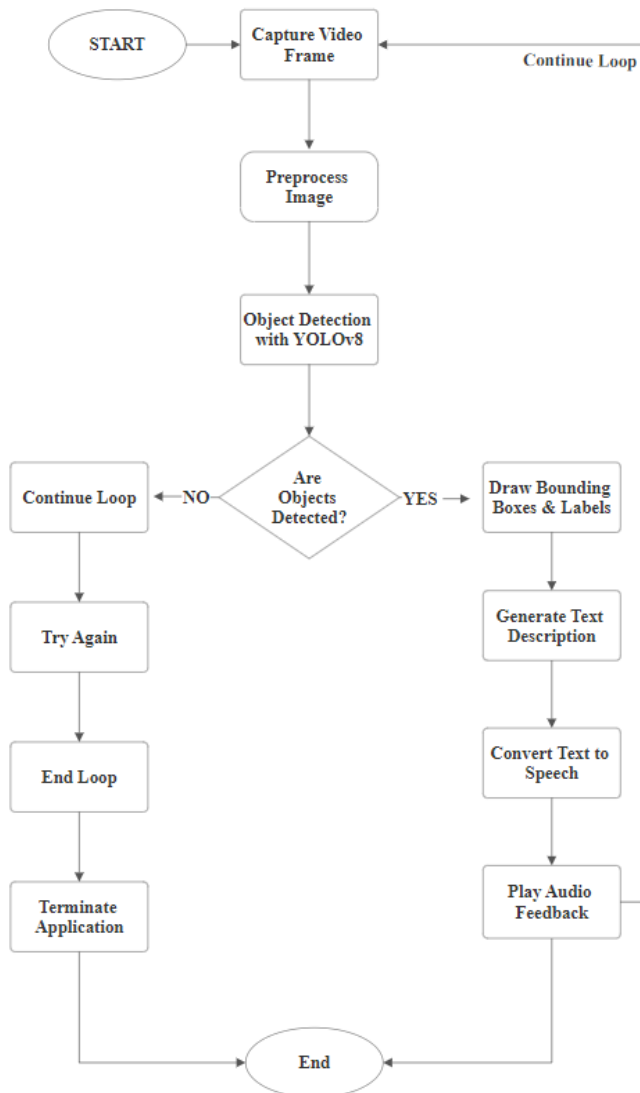 START
Capture Video
Frame
Continue Loop
Preprocess
Image
Object Detection
with YOLOv8
Are
Objects
Detected?
NO
YES
Continue Loop
Try Again
End Loop
Terminate
Application
Draw Bounding
Boxes & Labels
Generate Text
Description
Convert Text to
Speech
Play Audio
Feedback
End